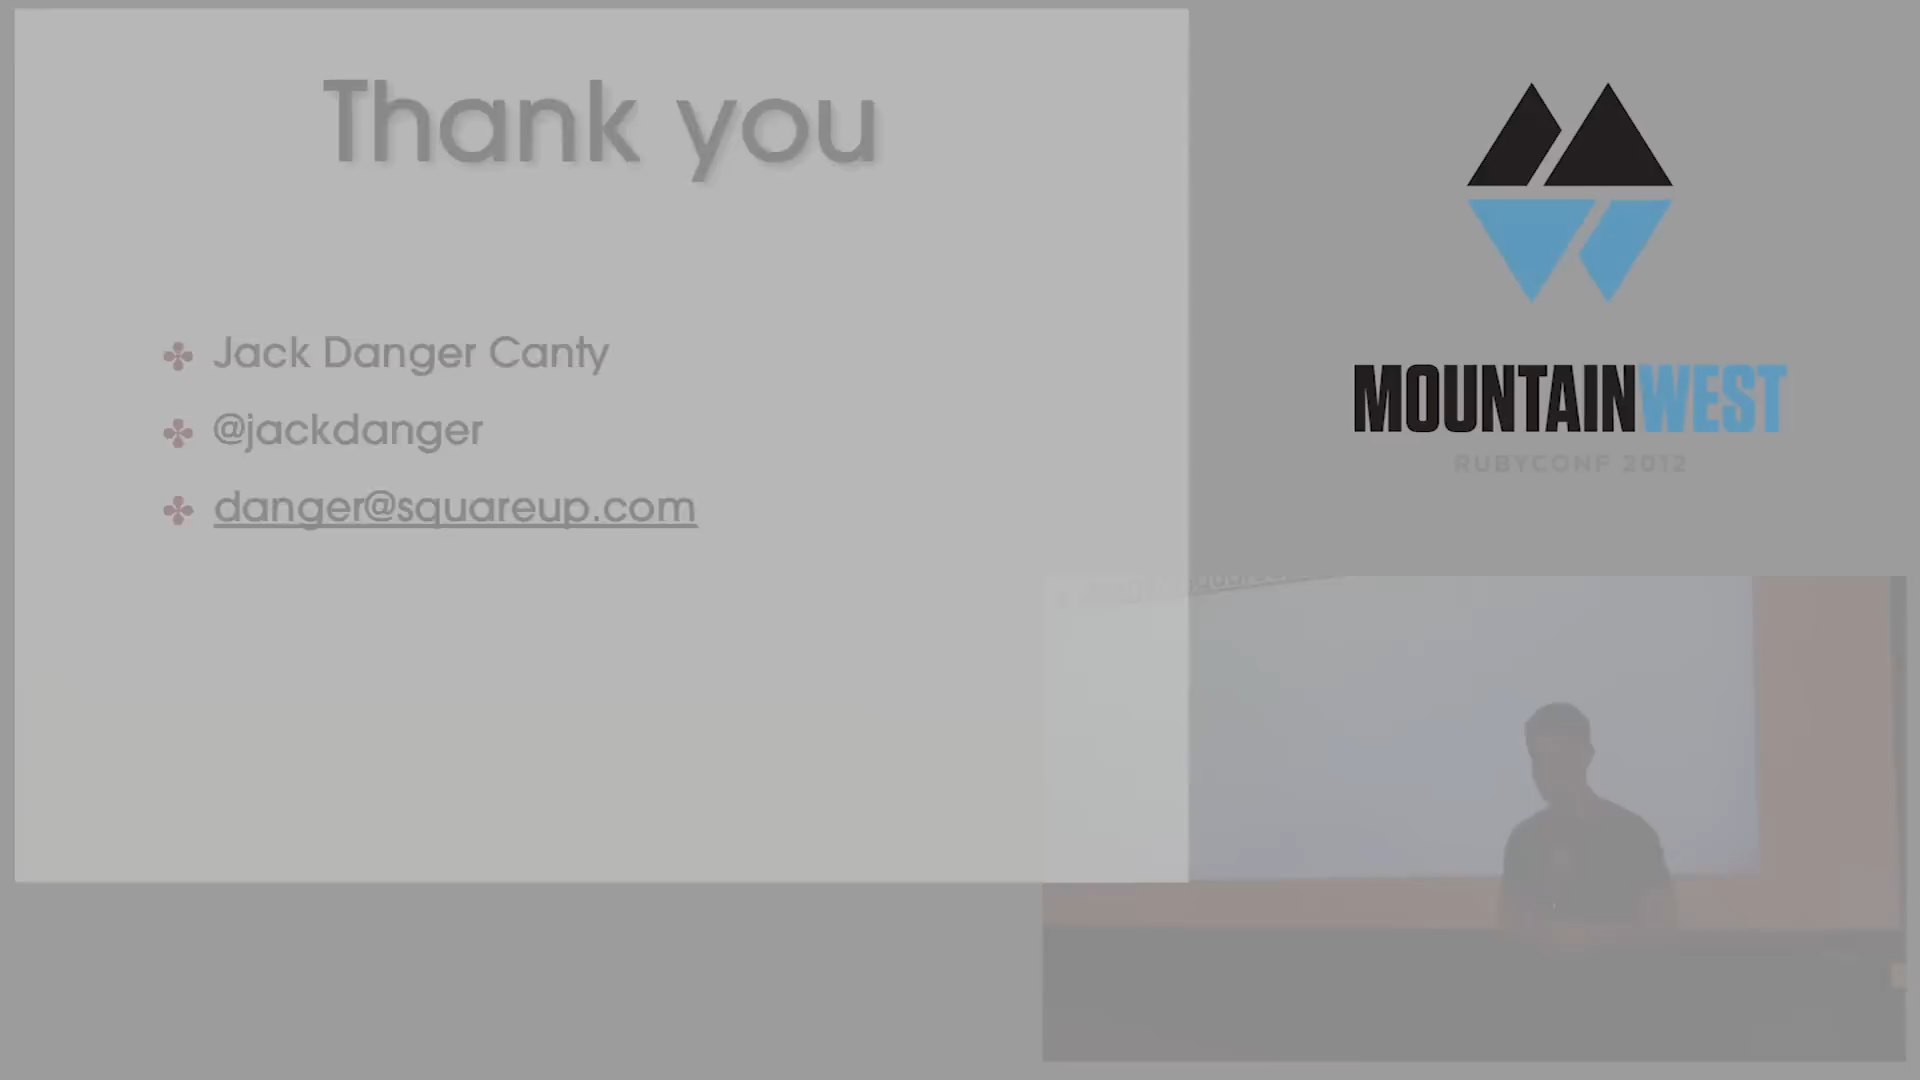 Thank you
Jack Danger Canty
@jackdanger
danger@squareup.com
MOUNTAINWEST
RUBYCONF 2012